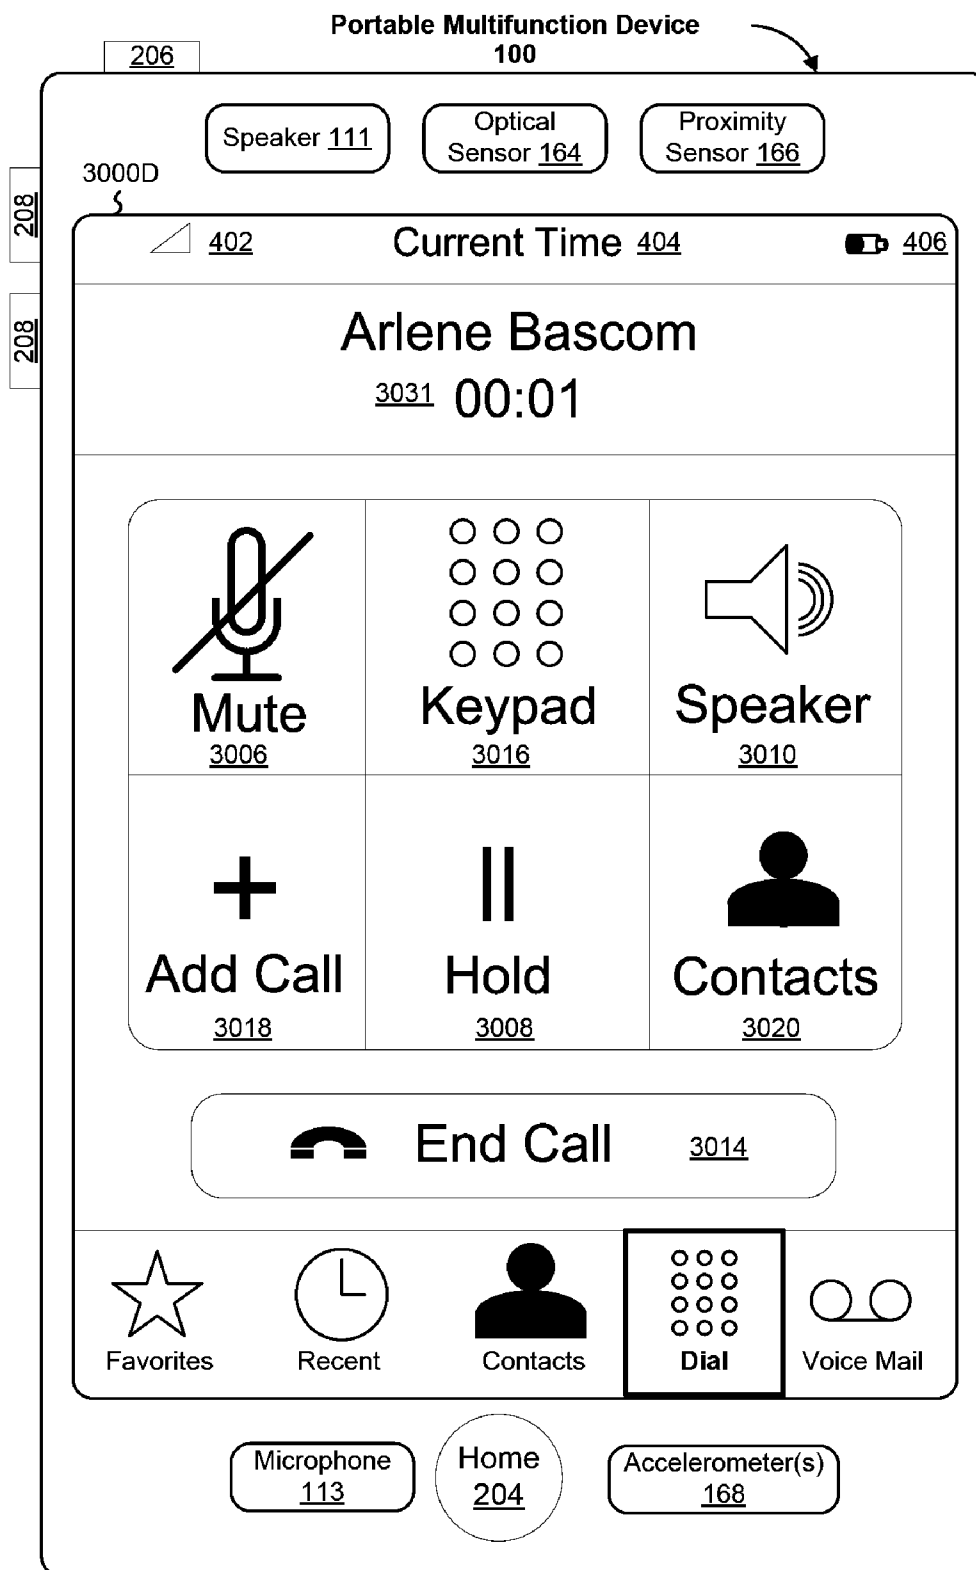 Portable Multifunction Device
100
206
Speaker 111
Optical
Sensor 164
Proximity
Sensor 166
3000D
208
208
402
Current Time 404
406
Arlene Bascom
3031 00:01
Mute
3006
Keypad
3016
Speaker
3010
Add Call
3018
Hold
3008
Contacts
3020
End Call 3014
Favorites
Recent
Contacts
Dial
Voice Mail
Microphone
113
Home
204
Accelerometer(s)
168